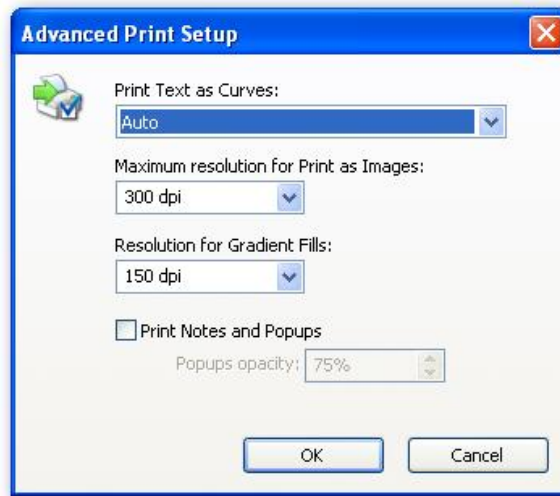 Advanced Print Setup
Print Text as Curves:
Auto
Maximum resolution for Print as Images:
300 dpi
Resolution for Gradient Fills:
150 dpi
Print Notes and Popups
Popups opacity: 75%
OK Cancel